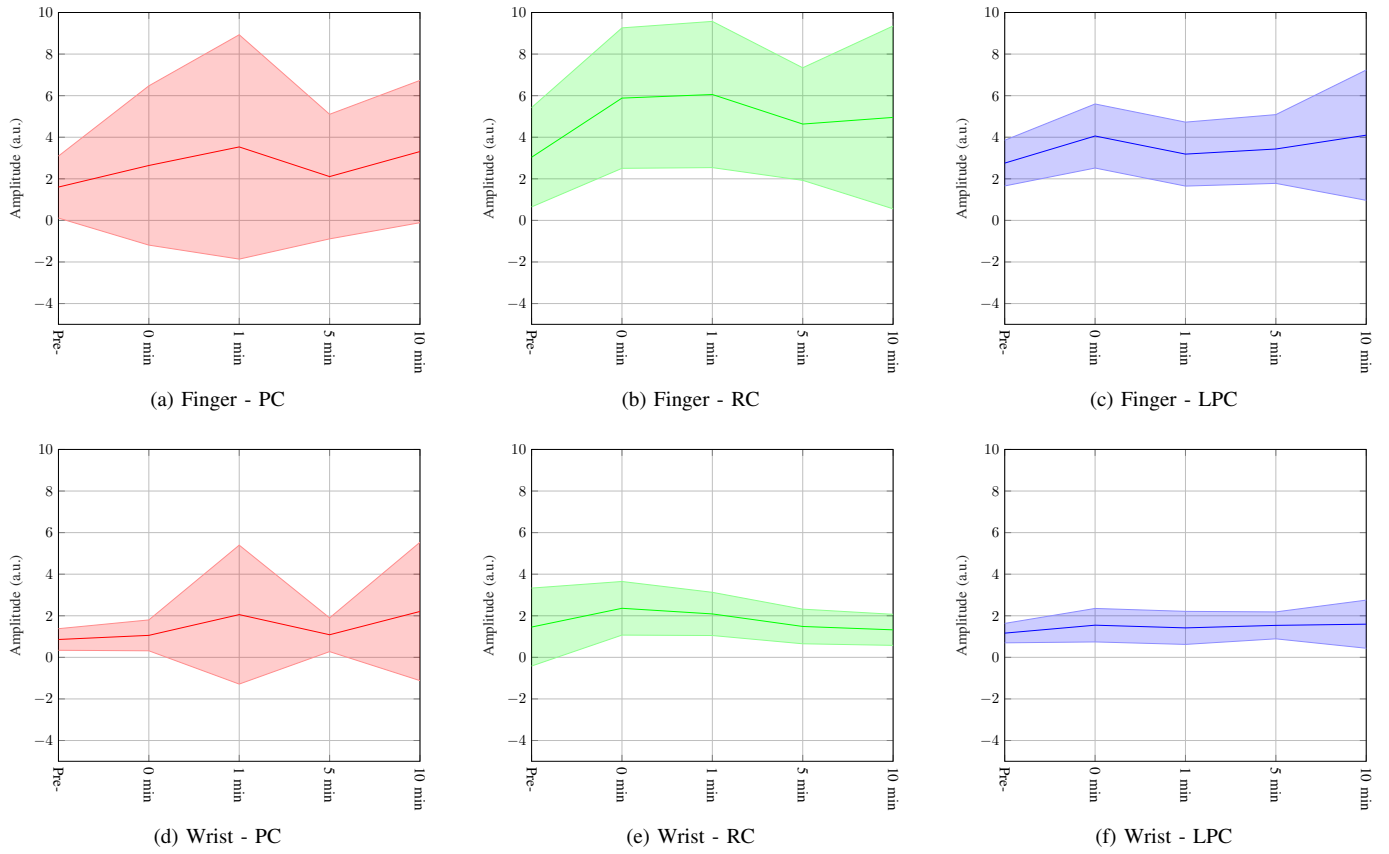 10
8
6
4
2
0
−2
−4
Amplitude (a.u.)
Pre-
0 min
1 min
5 min
10 min
(a) Finger - PC
10
8
6
4
2
0
−2
−4
Amplitude (a.u.)
Pre-
0 min
1 min
5 min
10 min
(b) Finger - RC
10
8
6
4
2
0
−2
−4
Amplitude (a.u.)
Pre-
0 min
1 min
5 min
10 min
(c) Finger - LPC
10
8
6
4
2
0
−2
−4
Amplitude (a.u.)
Pre-
0 min
1 min
5 min
10 min
(d) Wrist - PC
10
8
6
4
2
0
−2
−4
Amplitude (a.u.)
Pre-
0 min
1 min
5 min
10 min
(e) Wrist - RC
10
8
6
4
2
0
−2
−4
Amplitude (a.u.)
Pre-
0 min
1 min
5 min
10 min
(f) Wrist - LPC